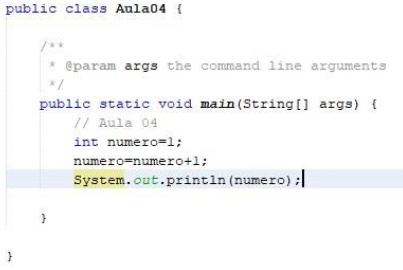 public class Aula04 {
/**
* @param args the command line arguments
*/
public static void main(String[] args) {
// Aula 04
int numero=1;
numero=numero+1;
System.out.println(numero);
}
}